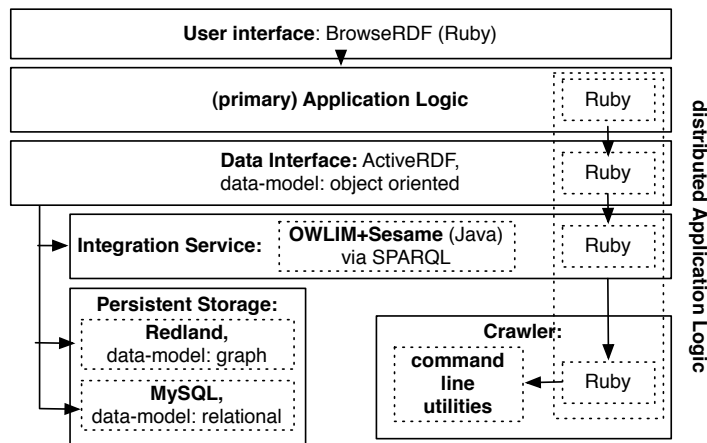 User interface: BrowseRDF (Ruby)
(primary) Application Logic
Ruby
Data Interface: ActiveRDF,
data-model: object oriented
Ruby
Integration Service:
OWLIM+Sesame (Java)
via SPARQL
Ruby
Persistent Storage:
Redland,
data-model: graph
MySQL,
data-model: relational
Crawler:
command
line
utilities
Ruby
distributed Application Logic